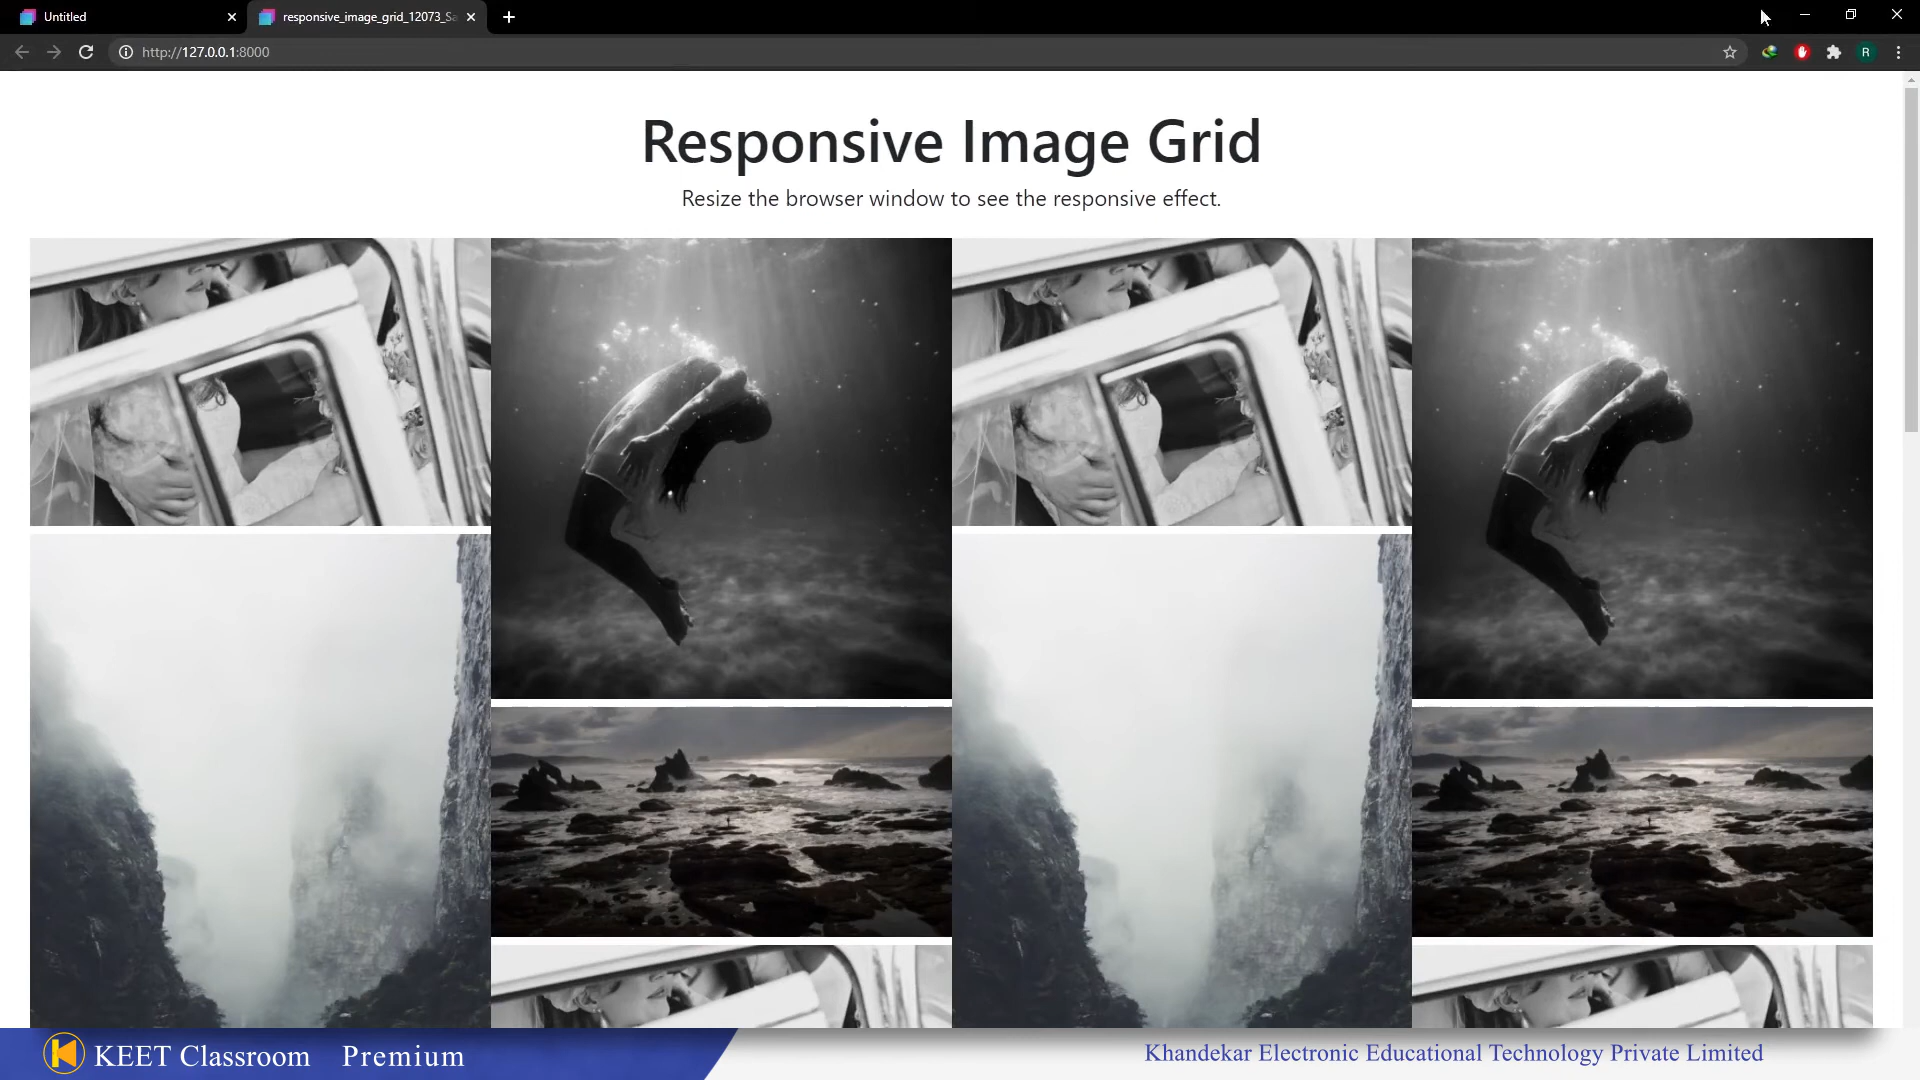 Untitled
responsive_image_grid_12073_Sa
http://127.0.0.1:8000
R
Responsive Image Grid
Resize the browser window to see the responsive effect.
KEET Classroom Premium
Khandekar Electronic Educational Technology Private Limited